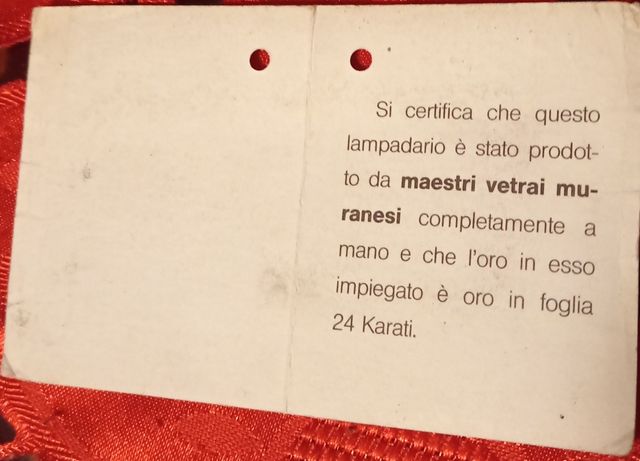 Si certifica che questo
lampadario è stato prodot-
to da maestri vetrai mu-
ranesi completamente a
mano e che l'oro in esso
impiegato è oro in foglia
24 Karati.